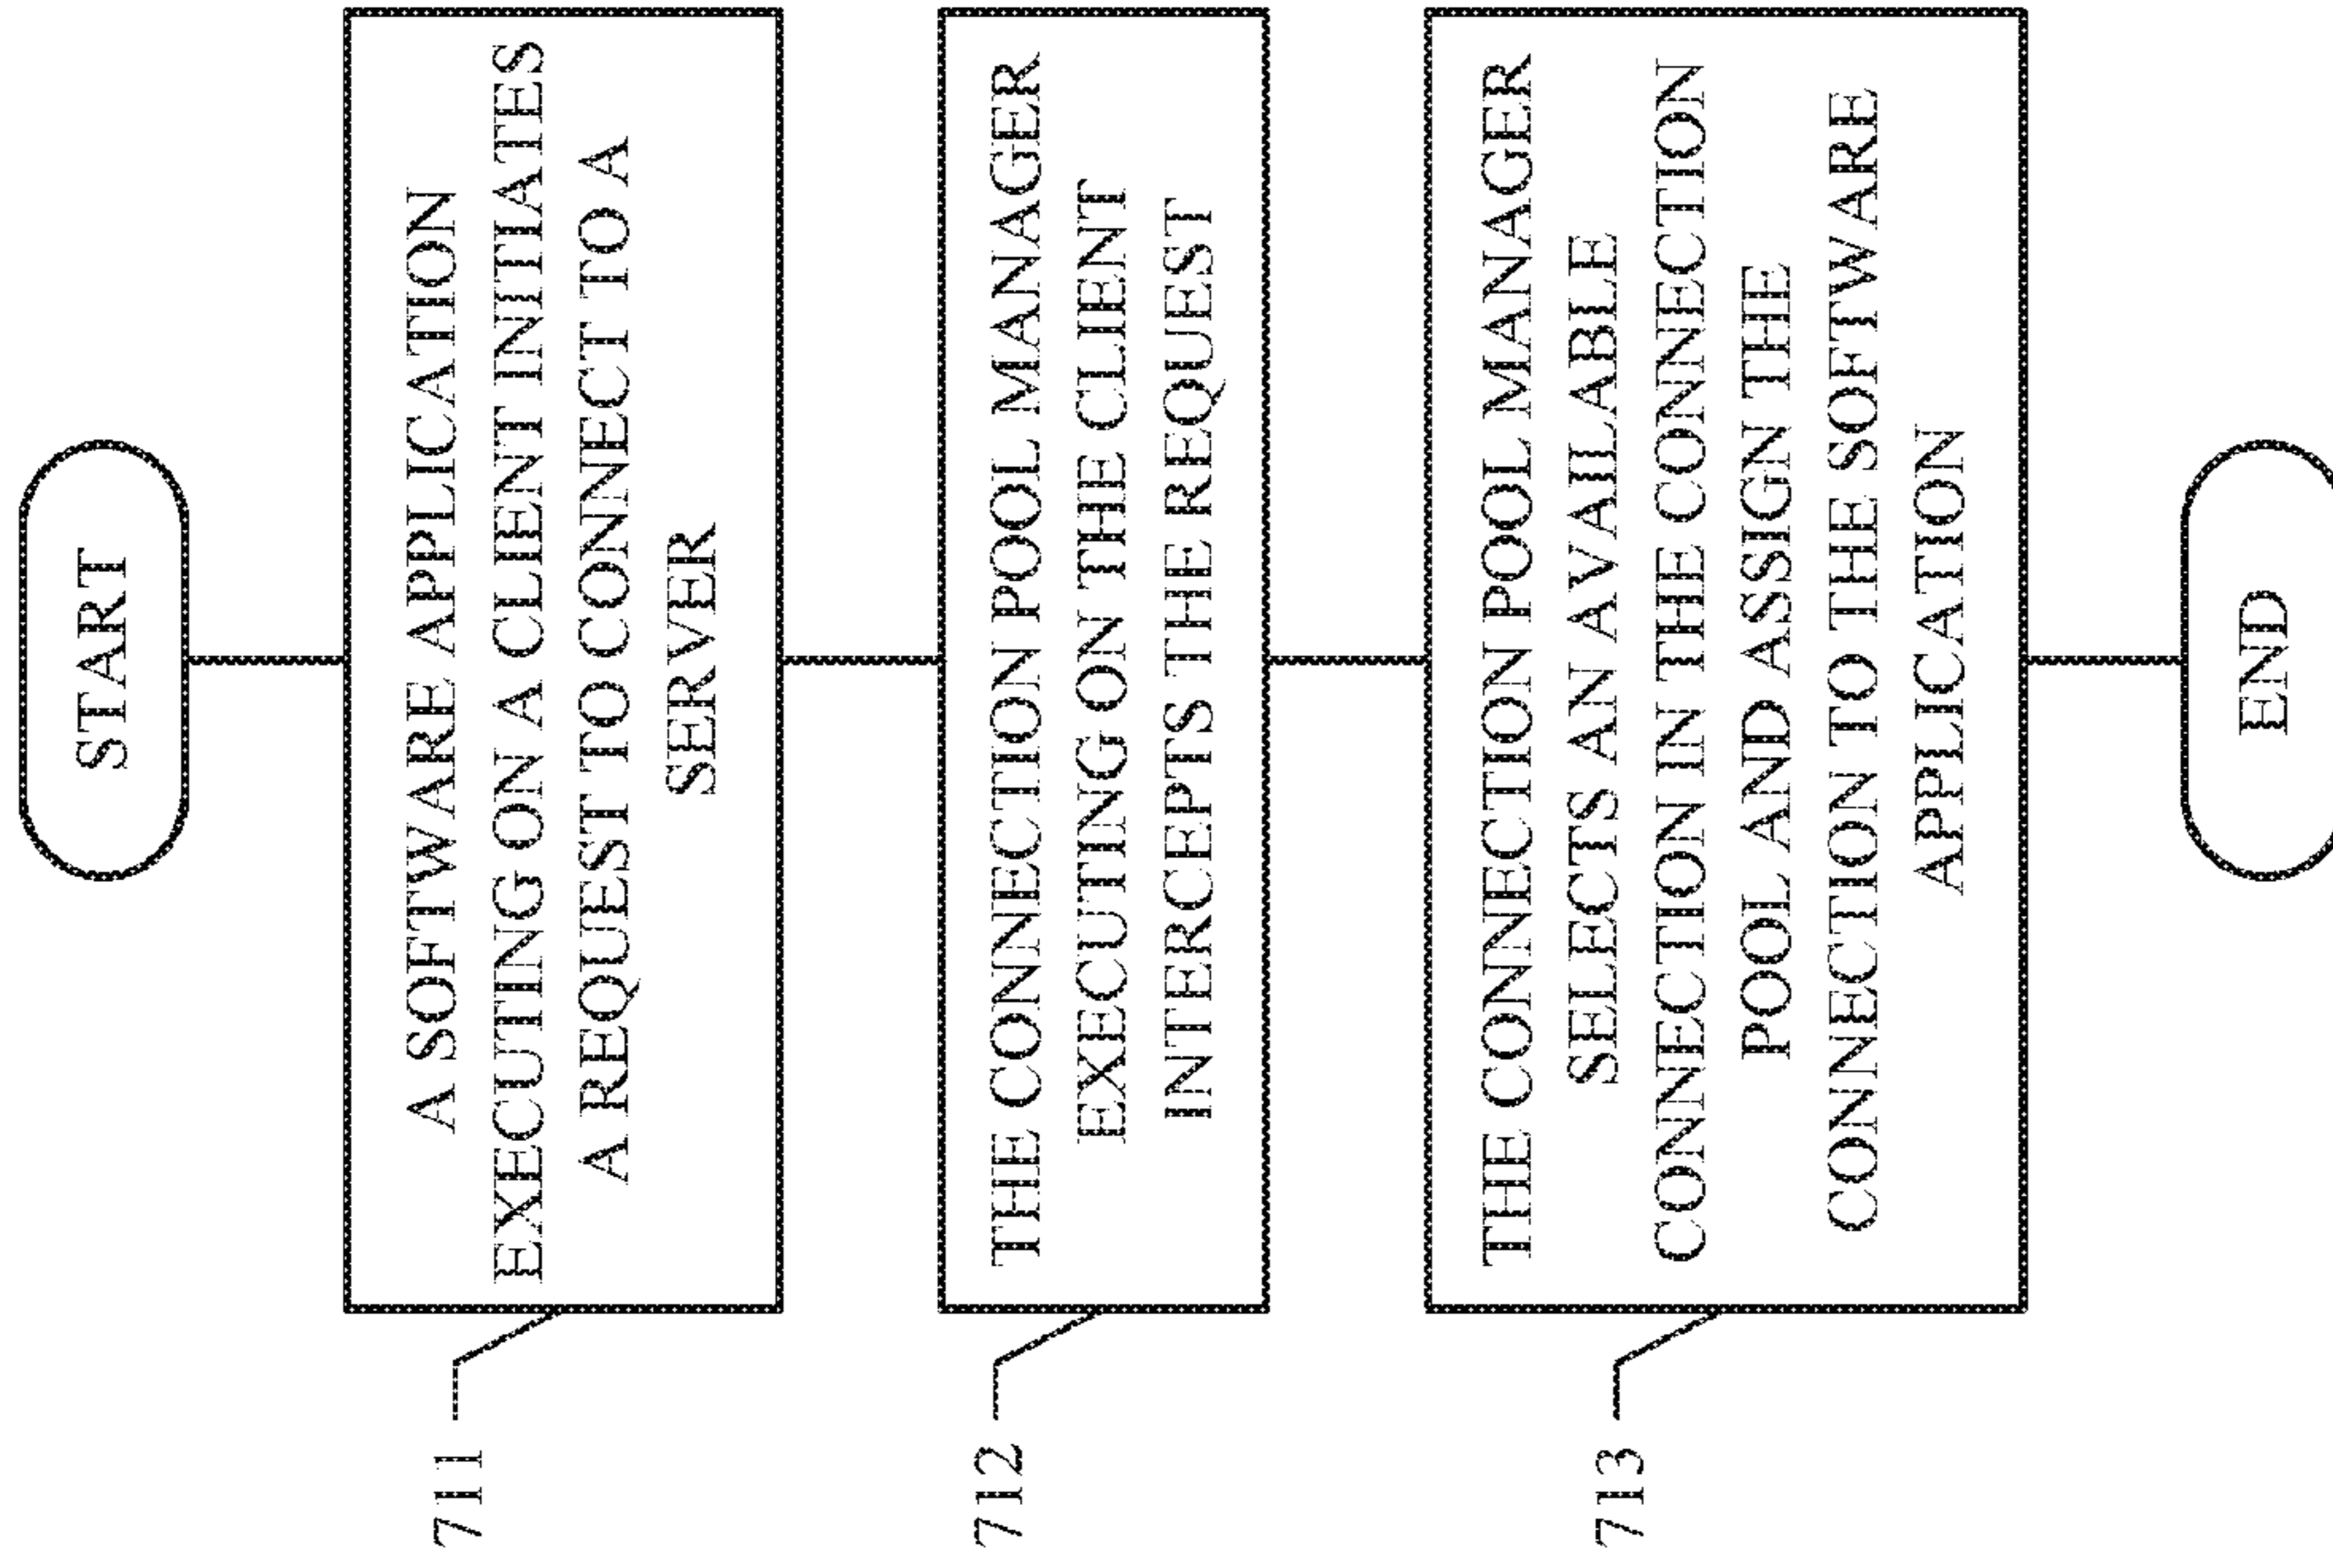 START
711
A SOFTWARE APPLICATION
EXECUTING ON A CLIENT INITIATES
A REQUEST TO CONNECT TO A
SERVER
712
THE CONNECTION POOL MANAGER
EXECUTING ON THE CLIENT
INTERCEPTS THE REQUEST
713
THE CONNECTION POOL MANAGER
SELECTS AN AVAILABLE
CONNECTION IN THE CONNECTION
POOL AND ASSIGN THE
CONNECTION TO THE SOFTWARE
APPLICATION
END